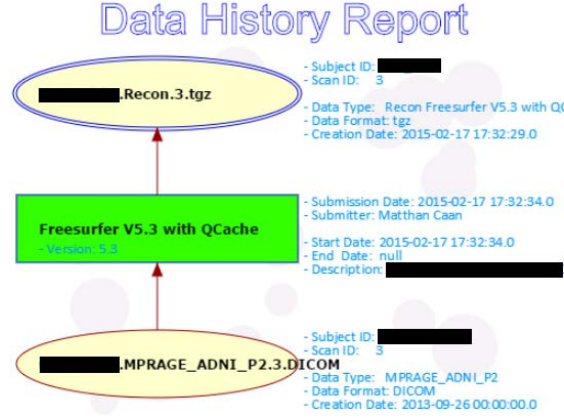 Data History Report
- Subject ID:
- Scan ID: 3
.Recon.3.tgz
- Data Type: Recon Freesurfer V5.3 with QC
- Data Format: tgz
- Creation Date: 2015-02-17 17:32:29.0
- Submission Date: 2015-02-17 17:32:34.0
- Submitter: Matthan Caan
Freesurfer V5.3 with QCache
- Version: 5.3
- Start Date: 2015-02-17 17:32:34.0
- End Date: null
- Description:
- Subject ID:
- Scan ID: 3
.MPRAGE_ADNI_P2.3.DICOM
- Data Type: MPRAGE_ADNI_P2
- Data Format: DICOM
- Creation Date: 2013-09-26 00:00:00.0